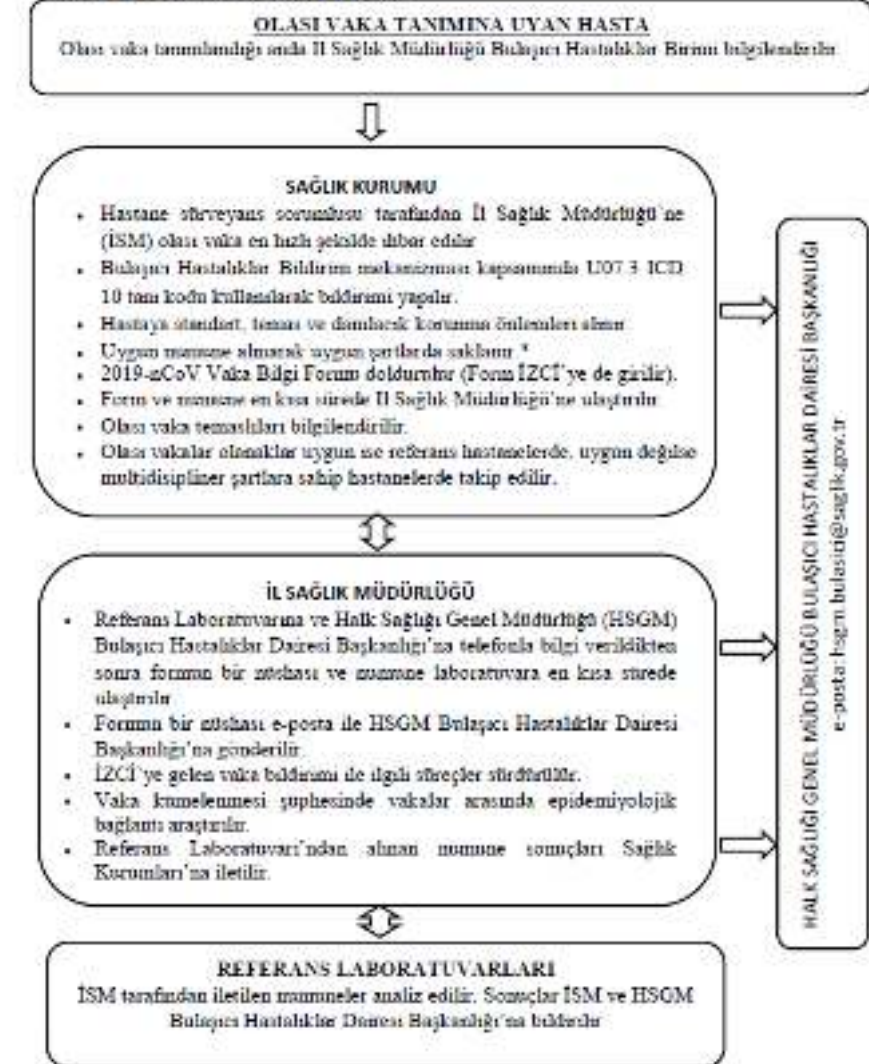 OLASI VAKA TANIMINA UYAN HASTA
Olası vaka tanımlandığı anda İl Sağlık Müdürlüğü Bulaşıcı Hastalıklar Birimi bilgilendirilir.
SAĞLIK KURUMU
• Hastane sürveyans sorumlusu tarafından İl Sağlık Müdürlüğü'ne
(İSM) olası vaka en hızlı şekilde ihbar edilir
• Bulaşıcı Hastalıklar Bildirim mekanizması kapsamında U07.3 ICD
10 tanı kodu kullanılarak bildirimi yapılır.
• Hastaya standart, temas ve damlacık korunma önlemleri alınır
• Uygun numune alınarak uygun şartlarda saklanır.*
• 2019-nCoV Vaka Bilgi Formu doldurulur (Form İZCİ'ye de girilir).
• Form ve numune en kısa sürede İl Sağlık Müdürlüğü'ne ulaştırılır.
• Olası vaka temaslıları bilgilendirilir.
• Olası vakalar olanaklar uygun ise referans hastanelerde, uygun değilse
multidisipliner şartlara sahip hastanelerde takip edilir.
İL SAĞLIK MÜDÜRLÜĞÜ
• Referans Laboratuvarına ve Halk Sağlığı Genel Müdürlüğü (HSGM)
Bulaşıcı Hastalıklar Dairesi Başkanlığı'na telefonla bilgi verildikten
sonra formun bir nüshası ve numune laboratuvara en kısa sürede
ulaştırılır
• Formun bir nüshası e-posta ile HSGM Bulaşıcı Hastalıklar Dairesi
Başkanlığı'na gönderilir.
• İZCİ'ye gelen vaka bildirimi ile ilgili süreçler sürdürülür.
• Vaka kümelenmesi şüphesinde vakalar arasında epidemiyolojik
bağlantı araştırılır.
• Referans Laboratuvarı'ndan alınan numune sonuçları Sağlık
Kurumları'na iletilir.
REFERANS LABORATUVARLARI
İSM tarafından iletilen numuneler analiz edilir. Sonuçlar İSM ve HSGM
Bulaşıcı Hastalıklar Dairesi Başkanlığı'na bildirilir
HALK SAĞLIĞI GENEL MÜDÜRLÜĞÜ BULAŞICI HASTALIKLAR DAİRESİ BAŞKANLIĞI
e-posta: hsgm.bulasici@saglik.gov.tr